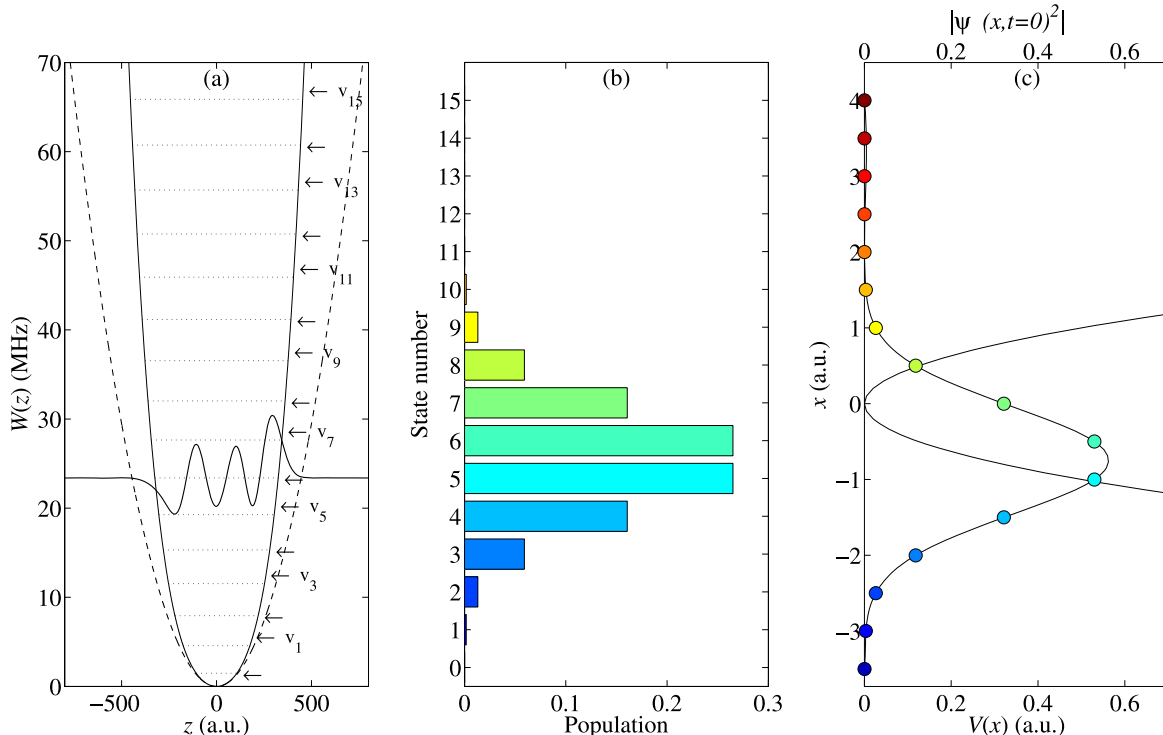 (a)
70
60
50
40
30
20
10
0
W(z) (MHz)
−500
0
500
z (a.u.)
v15
v13
v11
v9
v7
v5
v3
v1
(b)
15
14
13
12
11
10
9
8
7
6
5
4
3
2
1
0
State number
0
0.1
0.2
0.3
Population
|ψ (x,t=0)²|
0
0.2
0.4
0.6
(c)
4
3
2
1
0
−1
−2
−3
x (a.u.)
0
0.2
0.4
0.6
V(x) (a.u.)